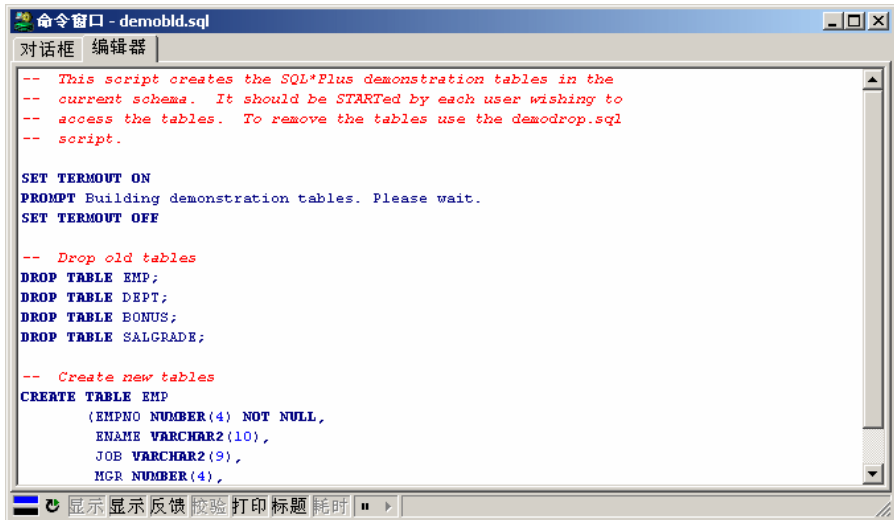 命令窗口 - demobld.sql
对话框 编辑器
-- This script creates the SQL*Plus demonstration tables in the
-- current schema. It should be STARTed by each user wishing to
-- access the tables. To remove the tables use the demodrop.sql
-- script.
SET TERMOUT ON
PROMPT Building demonstration tables. Please wait.
SET TERMOUT OFF
-- Drop old tables
DROP TABLE EMP;
DROP TABLE DEPT;
DROP TABLE BONUS;
DROP TABLE SALGRADE;
-- Create new tables
CREATE TABLE EMP
(EMPNO NUMBER(4) NOT NULL,
ENAME VARCHAR2(10),
JOB VARCHAR2(9),
MGR NUMBER(4),
显示 显示 反馈 校验 打印 标题 耗时